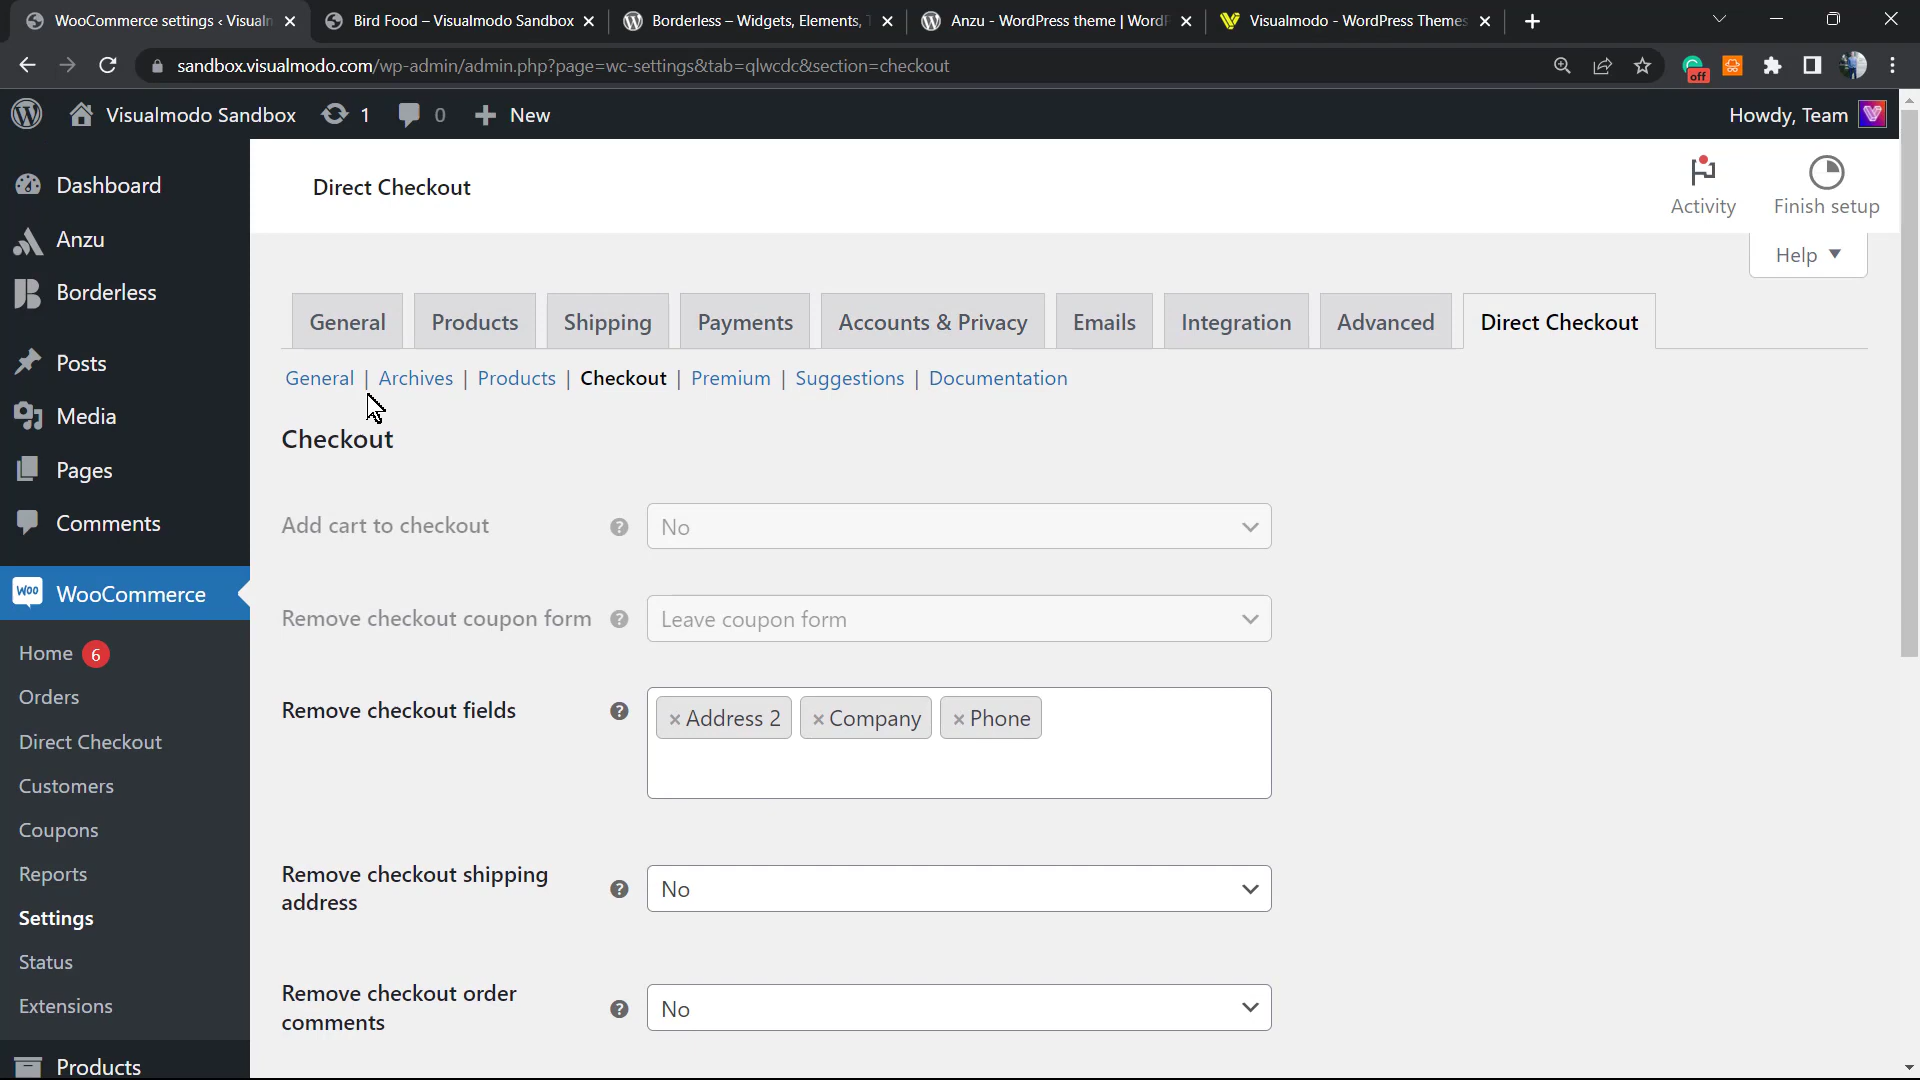 WooCommerce settings ‹ Visualm
Bird Food – Visualmodo Sandbox
Borderless – Widgets, Elements,
Anzu - WordPress theme | WordP
Visualmodo - WordPress Themes
sandbox.visualmodo.com/wp-admin/admin.php?page=wc-settings&tab=qlwcdc&section=checkout
off
Visualmodo Sandbox
1
0
New
Howdy, Team
Dashboard
Anzu
Borderless
Posts
Media
Pages
Comments
Woo
WooCommerce
Home 6
Orders
Direct Checkout
Customers
Coupons
Reports
Settings
Status
Extensions
Products
Direct Checkout
Activity
Finish setup
Help
General
Products
Shipping
Payments
Accounts & Privacy
Emails
Integration
Advanced
Direct Checkout
General | Archives | Products | Checkout | Premium | Suggestions | Documentation
Checkout
Add cart to checkout ? No
Remove checkout coupon form ? Leave coupon form
Remove checkout fields ? × Address 2 × Company × Phone
Remove checkout shipping
address
? No
Remove checkout order
comments
? No